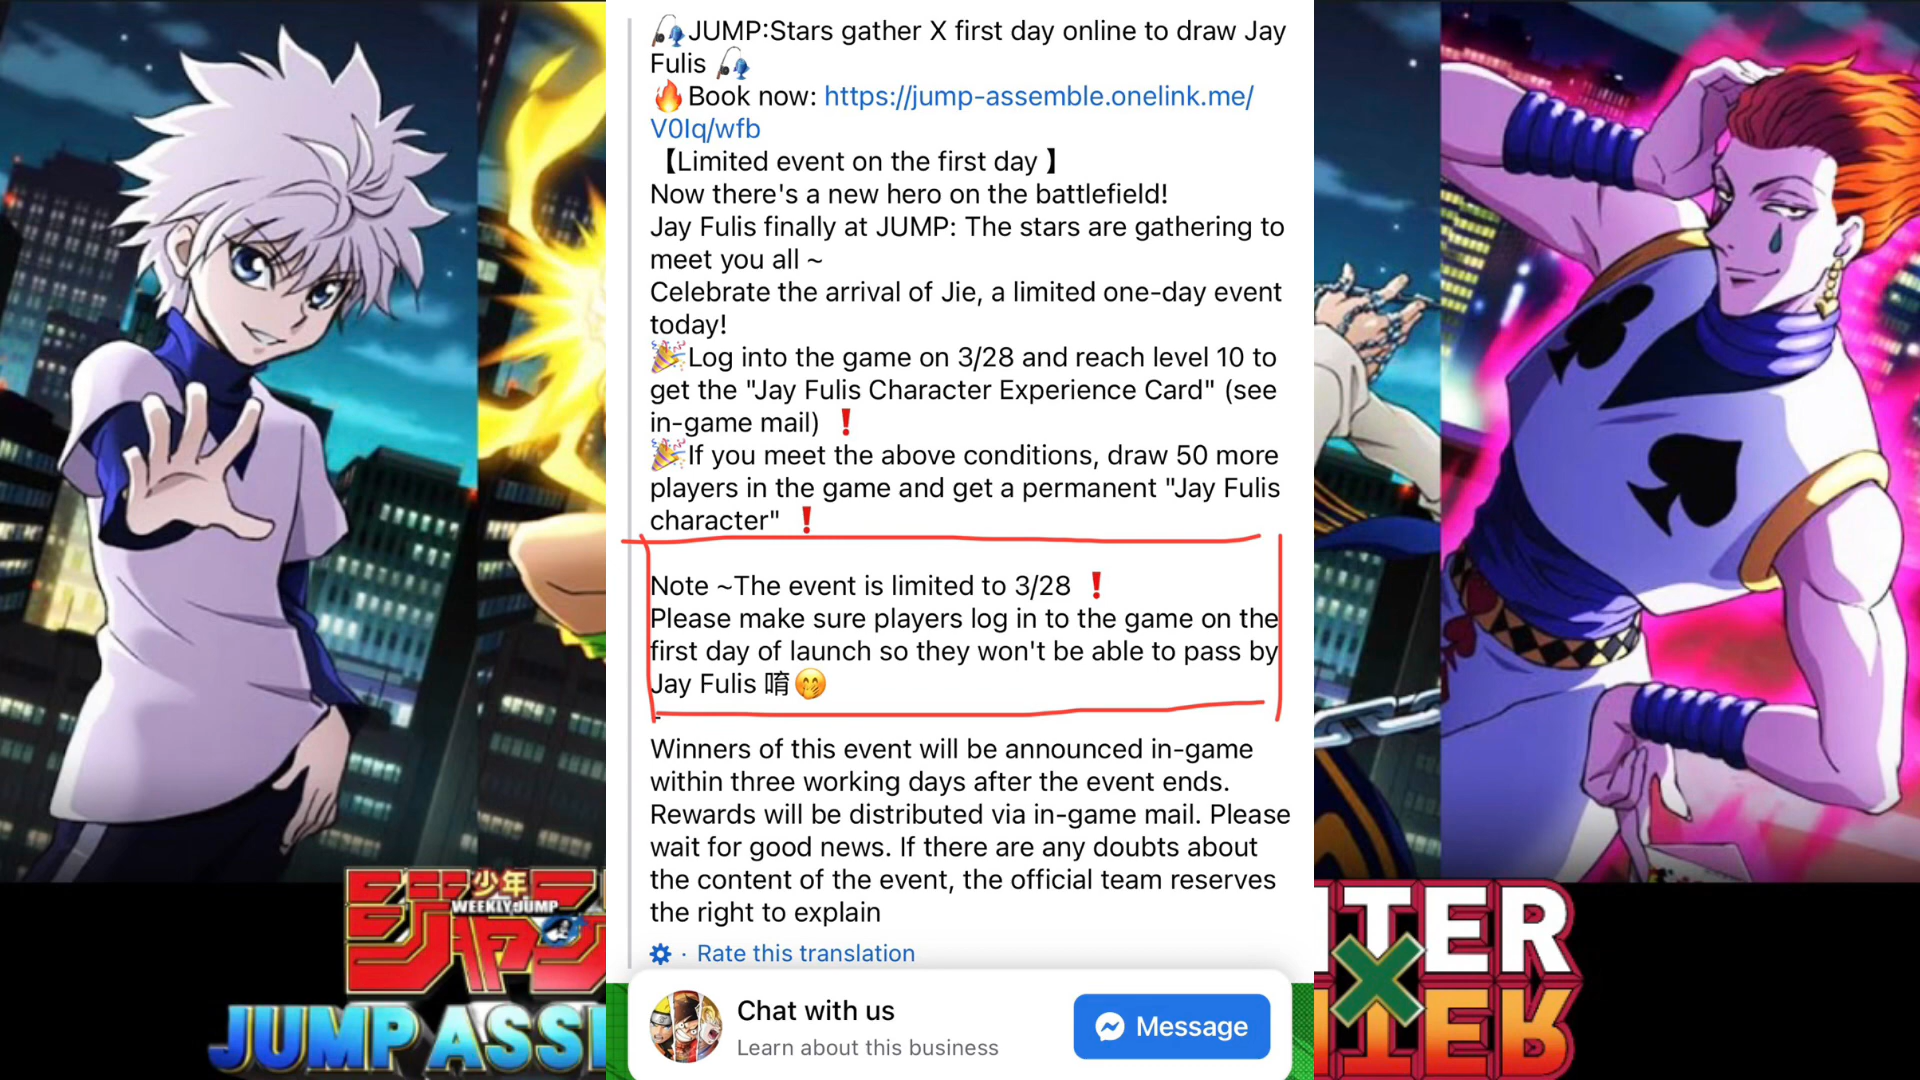 🎣JUMP:Stars gather X first day online to draw Jay
Fulis 🎣
🔥Book now: https://jump-assemble.onelink.me/
V0Iq/wfb
【Limited event on the first day 】
Now there's a new hero on the battlefield!
Jay Fulis finally at JUMP: The stars are gathering to
meet you all ~
Celebrate the arrival of Jie, a limited one-day event
today!
🎉Log into the game on 3/28 and reach level 10 to
get the "Jay Fulis Character Experience Card" (see
in-game mail) ❗
🎉If you meet the above conditions, draw 50 more
players in the game and get a permanent "Jay Fulis
character" ❗
Note ~The event is limited to 3/28 ❗
Please make sure players log in to the game on the
first day of launch so they won't be able to pass by
Jay Fulis 唷🤭
-
Winners of this event will be announced in-game
within three working days after the event ends.
Rewards will be distributed via in-game mail. Please
wait for good news. If there are any doubts about
the content of the event, the official team reserves
the right to explain
· Rate this translation
Chat with us
Learn about this business
Message
少年
WEEKLY JUMP
ジャン
JUMP ASSE
TER
X
TER